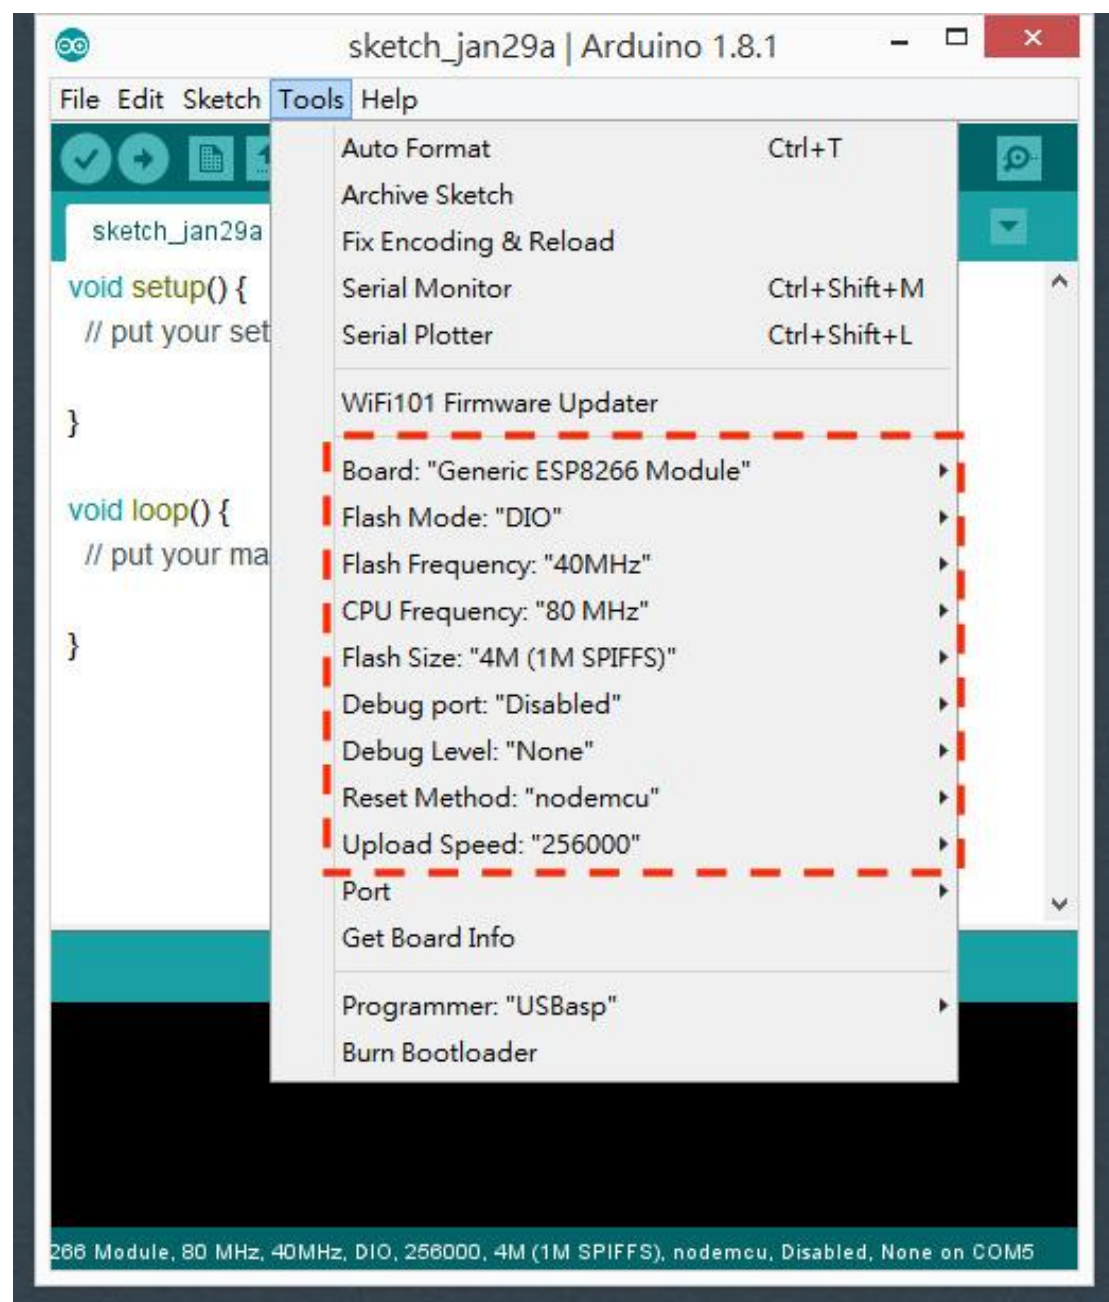 sketch_jan29a | Arduino 1.8.1
File Edit Sketch Tools Help
Auto Format Ctrl+T
Archive Sketch
sketch_jan29a
Fix Encoding & Reload
void setup() {
Serial Monitor Ctrl+Shift+M
// put your set
Serial Plotter Ctrl+Shift+L
WiFi101 Firmware Updater
}
Board: "Generic ESP8266 Module"
void loop() {
Flash Mode: "DIO"
// put your ma
Flash Frequency: "40MHz"
CPU Frequency: "80 MHz"
}
Flash Size: "4M (1M SPIFFS)"
Debug port: "Disabled"
Debug Level: "None"
Reset Method: "nodemcu"
Upload Speed: "256000"
Port
Get Board Info
Programmer: "USBasp"
Burn Bootloader
266 Module, 80 MHz, 40MHz, DIO, 256000, 4M (1M SPIFFS), nodemcu, Disabled, None on COM5